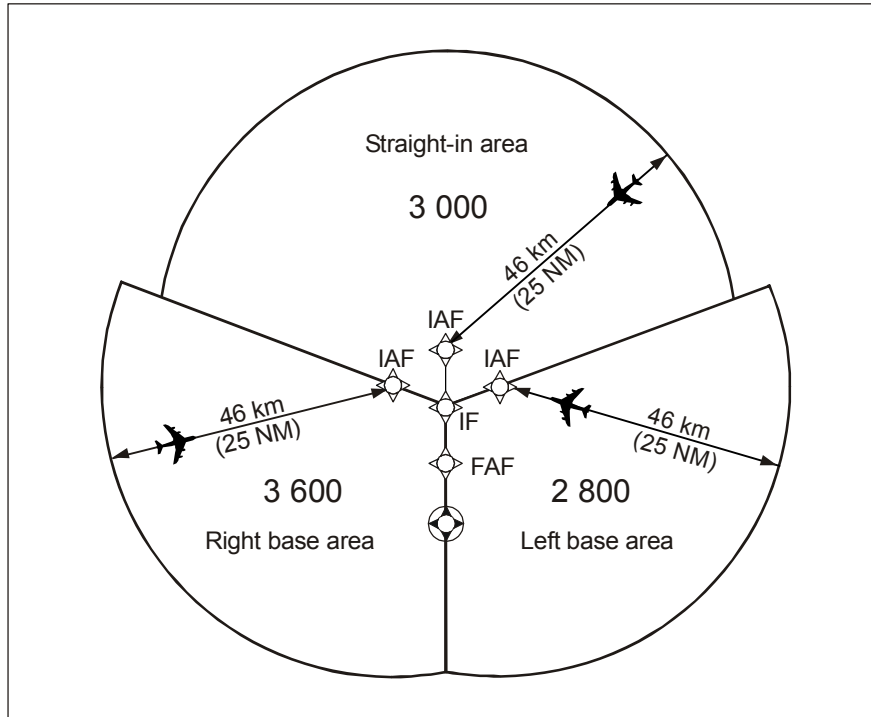 Straight-in area
3 000
46 km
(25 NM)
IAF
IAF
IAF
46 km
(25 NM)
IF
46 km
(25 NM)
FAF
3 600
2 800
Right base area
Left base area